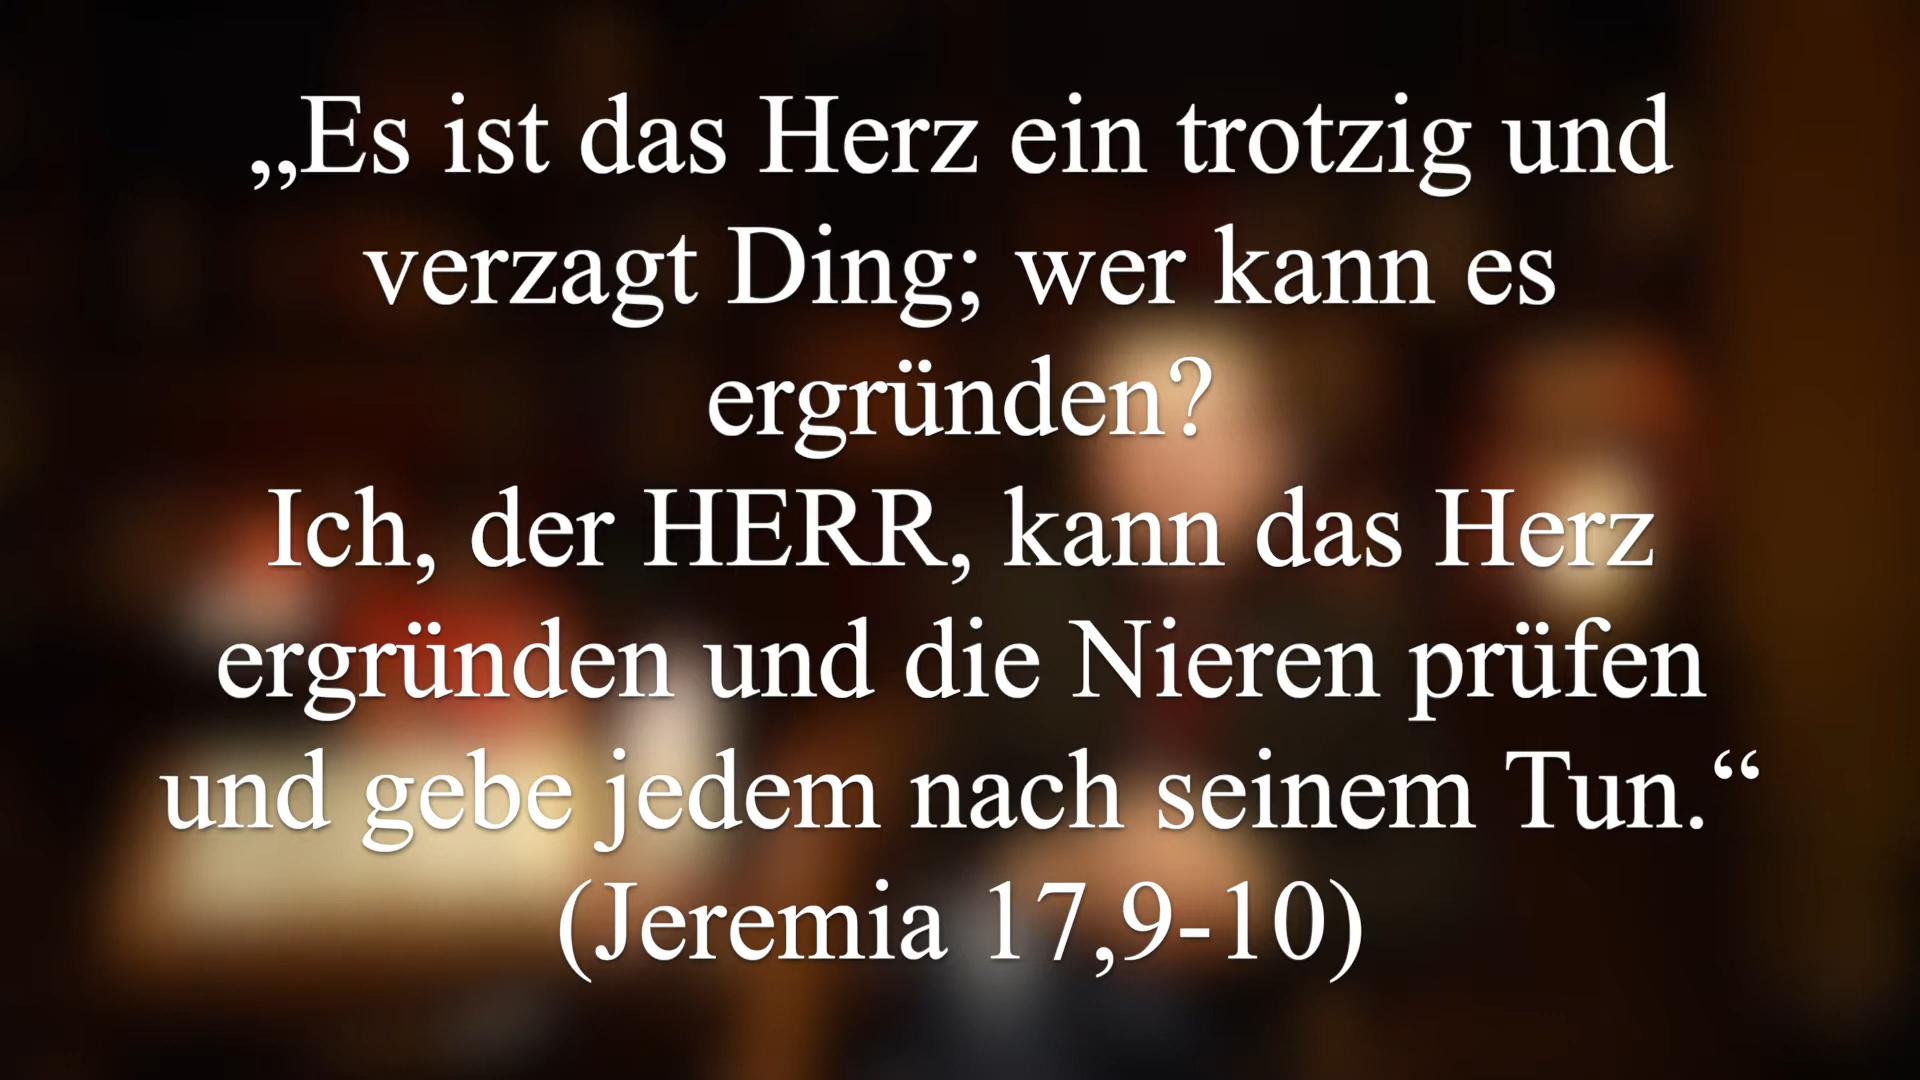 „Es ist das Herz ein trotzig und
verzagt Ding; wer kann es
ergründen?
Ich, der HERR, kann das Herz
ergründen und die Nieren prüfen
und gebe jedem nach seinem Tun.“
(Jeremia 17,9-10)